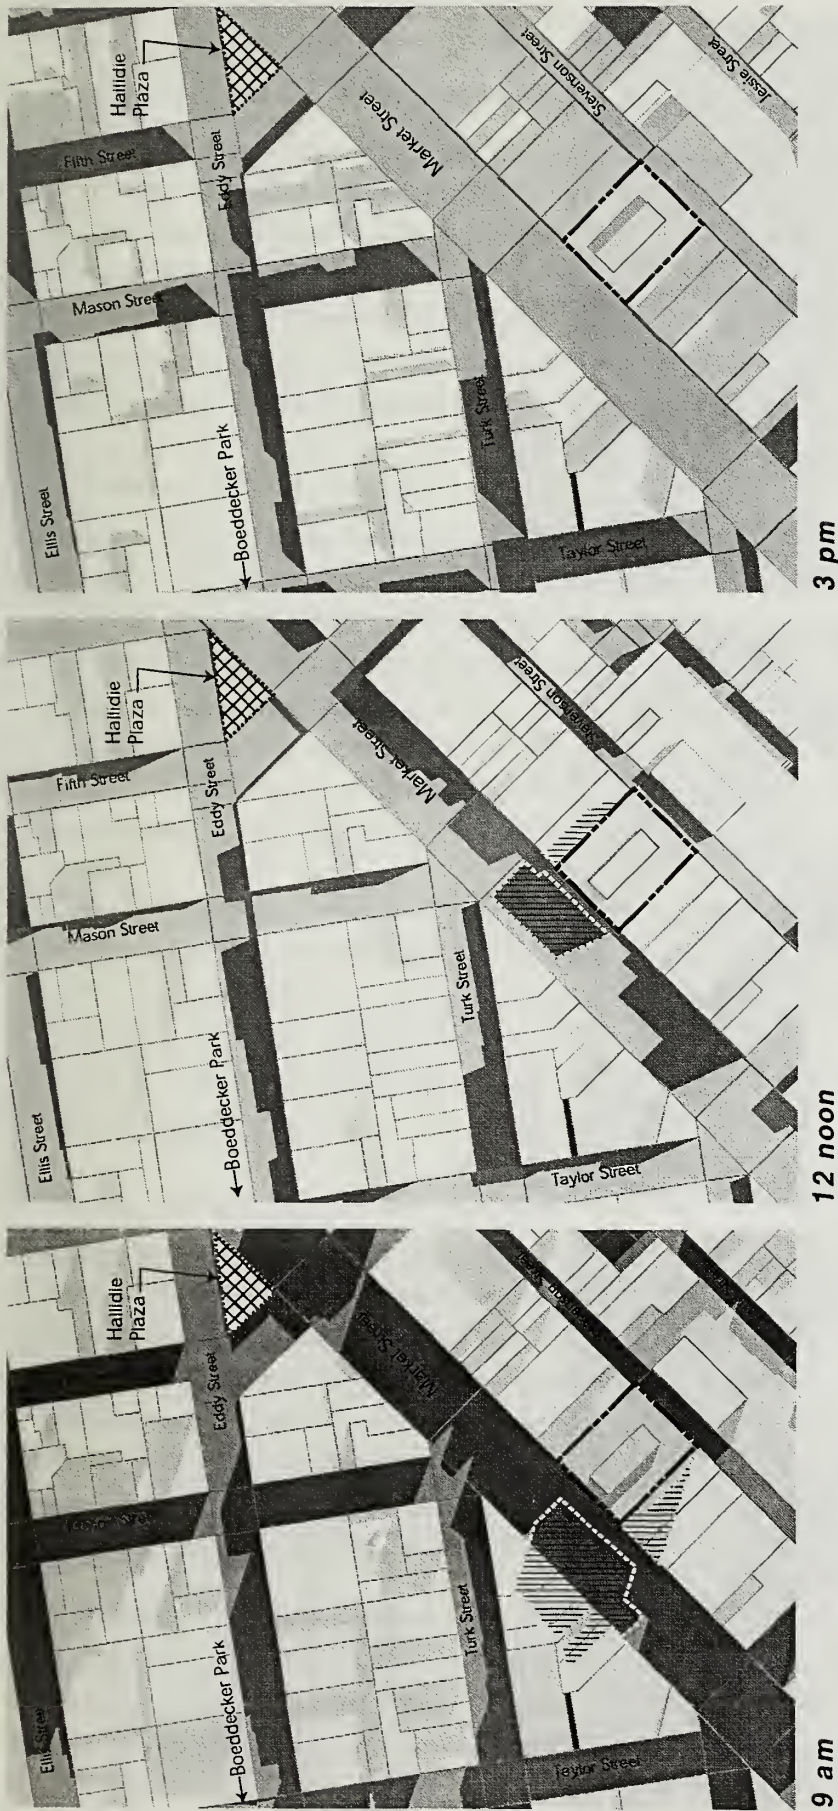 Hallidie
Plaza
Fifth Street
Eddy Street
Market Street
Stevenson Street
Jessie Street
Mason Street
Ellis Street
Boeddecker Park
Turk Street
Taylor Street
3 pm
Hallidie
Plaza
Fifth Street
Eddy Street
Market Street
Stevenson Street
Mason Street
Ellis Street
Boeddecker Park
Turk Street
Taylor Street
12 noon
Hallidie
Plaza
Eddy Street
Market Street
Ellis Street
Boeddecker Park
Turk Street
Taylor Street
9 am